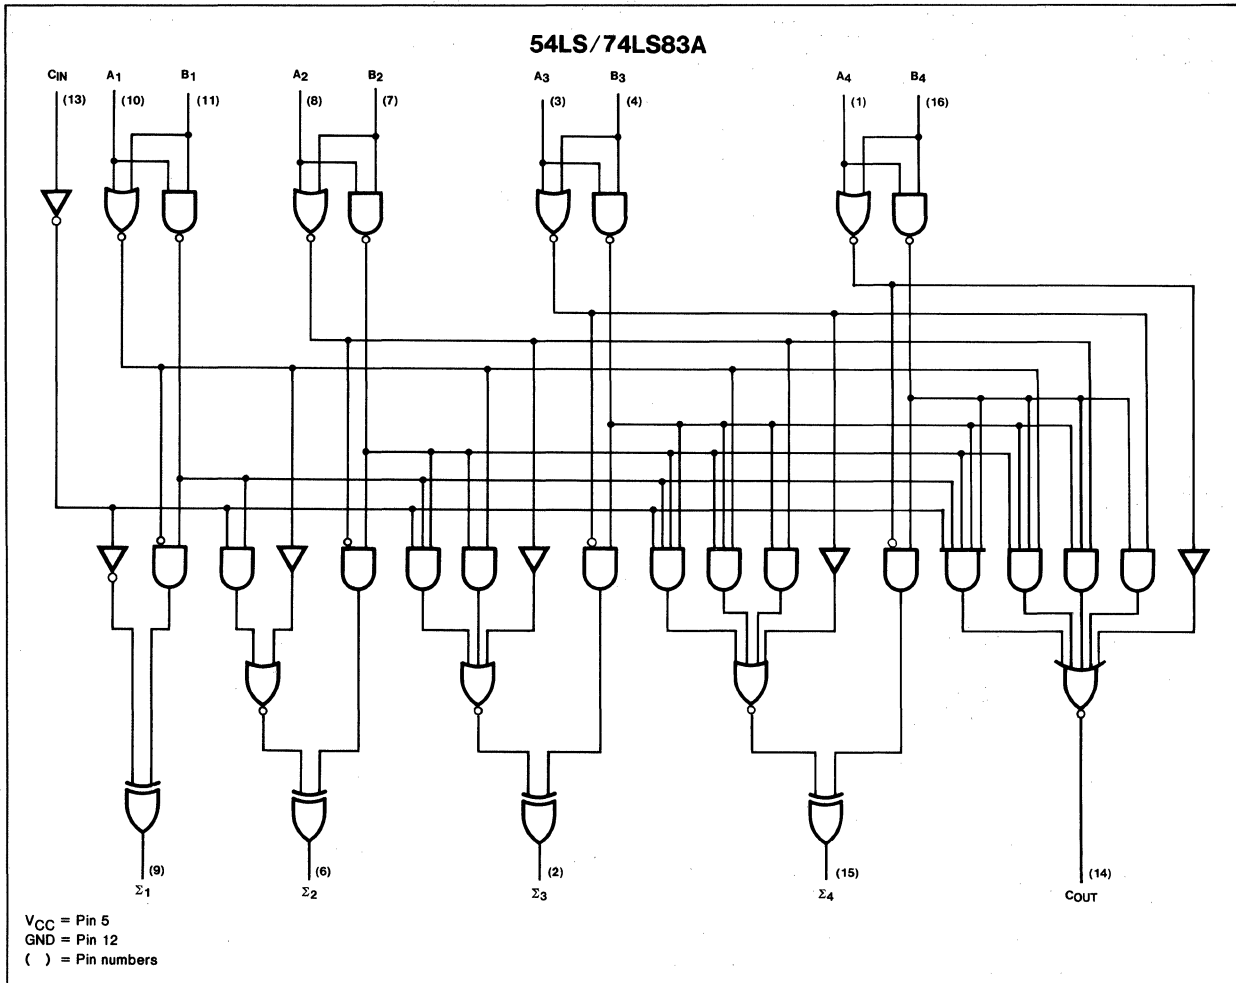 54LS/74LS83A
CIN A1 B1 A2 B2 A3 B3 A4 B4
(13) (10) (11) (8) (7) (3) (4) (1) (16)
(9) (6) (2) (15) (14)
Σ1 Σ2 Σ3 Σ4 COUT
VCC = Pin 5
GND = Pin 12
( ) = Pin numbers